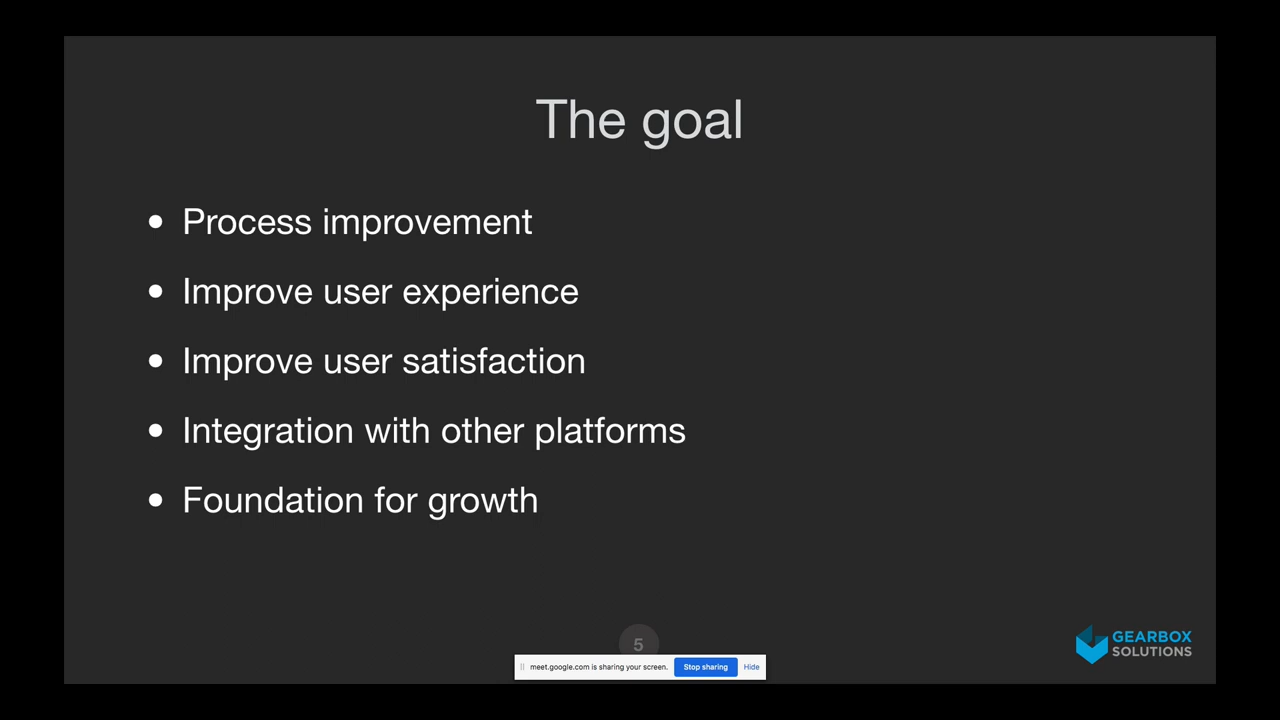 The goal
• Process improvement
• Improve user experience
• Improve user satisfaction
• Integration with other platforms
• Foundation for growth
5
meet.google.com is sharing your screen. Stop sharing Hide
GEARBOX
SOLUTIONS